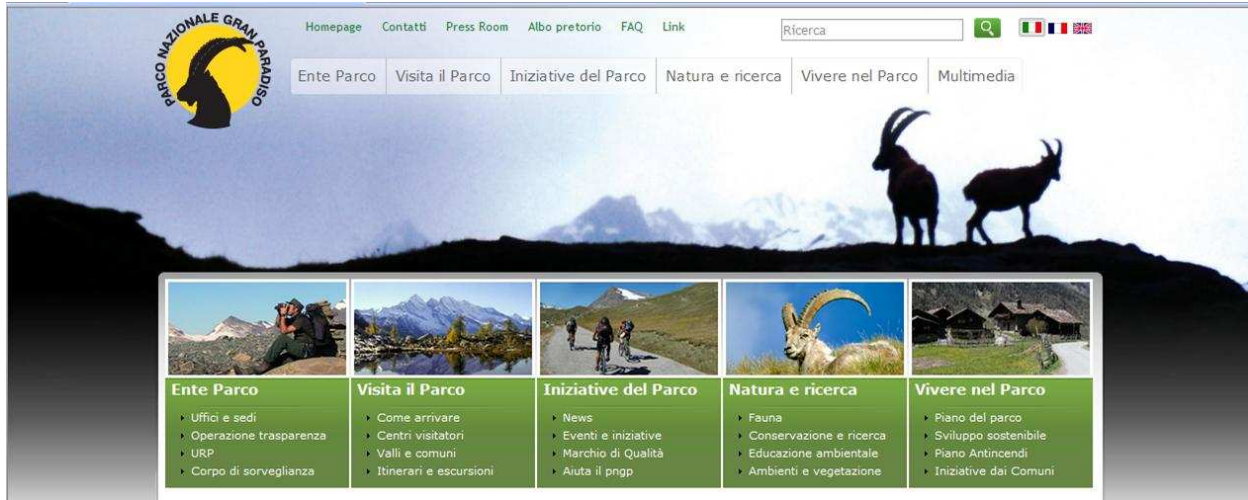 PARCO NAZIONALE GRAN PARADISO
Homepage Contatti Press Room Albo pretorio FAQ Link
Ricerca
Ente Parco Visita il Parco Iniziative del Parco Natura e ricerca Vivere nel Parco Multimedia
Ente Parco
Uffici e sedi
Operazione trasparenza
URP
Corpo di sorveglianza
Visita il Parco
Come arrivare
Centri visitatori
Valli e comuni
Itinerari e escursioni
Iniziative del Parco
News
Eventi e iniziative
Marchio di Qualità
Aiuta il pngp
Natura e ricerca
Fauna
Conservazione e ricerca
Educazione ambientale
Ambienti e vegetazione
Vivere nel Parco
Piano del parco
Sviluppo sostenibile
Piano Antincendi
Iniziative dai Comuni